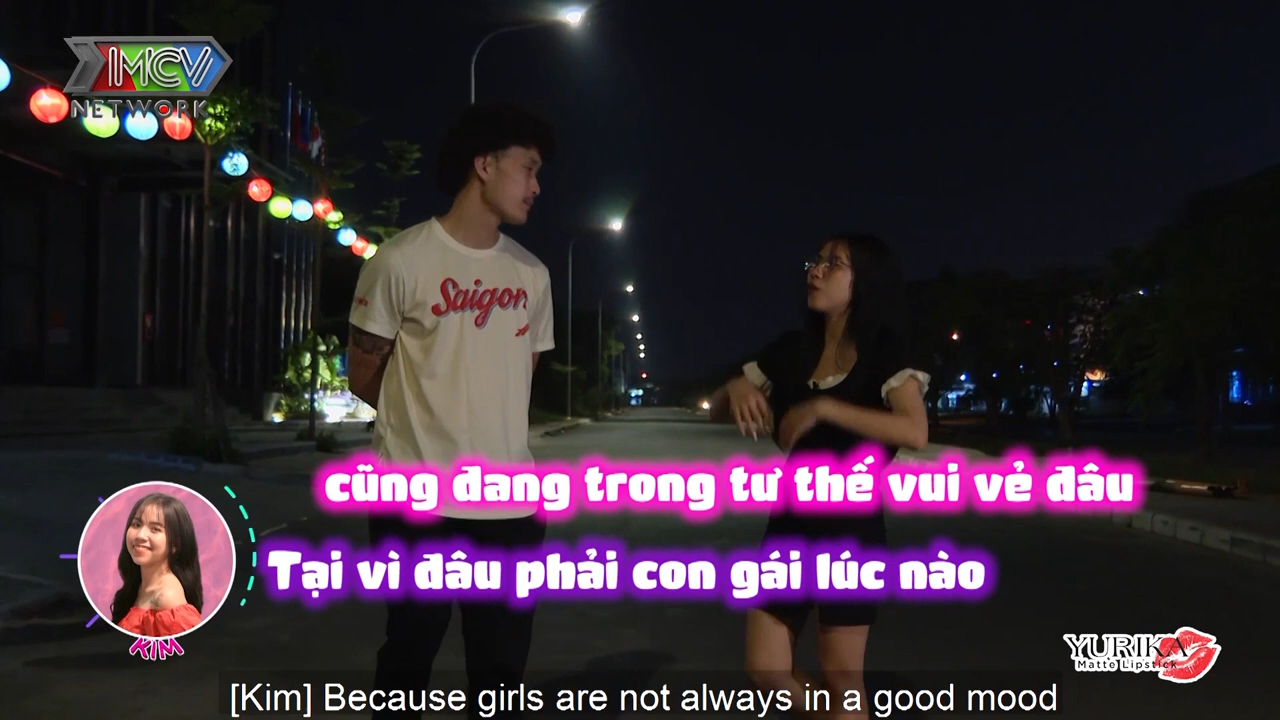 MCV
NETWORK
Saigon
cũng đang trong tư thế vui vẻ đâu
Tại vì đâu phải con gái lúc nào
KIM
YURIKA
Matte Lipstick
[Kim] Because girls are not always in a good mood